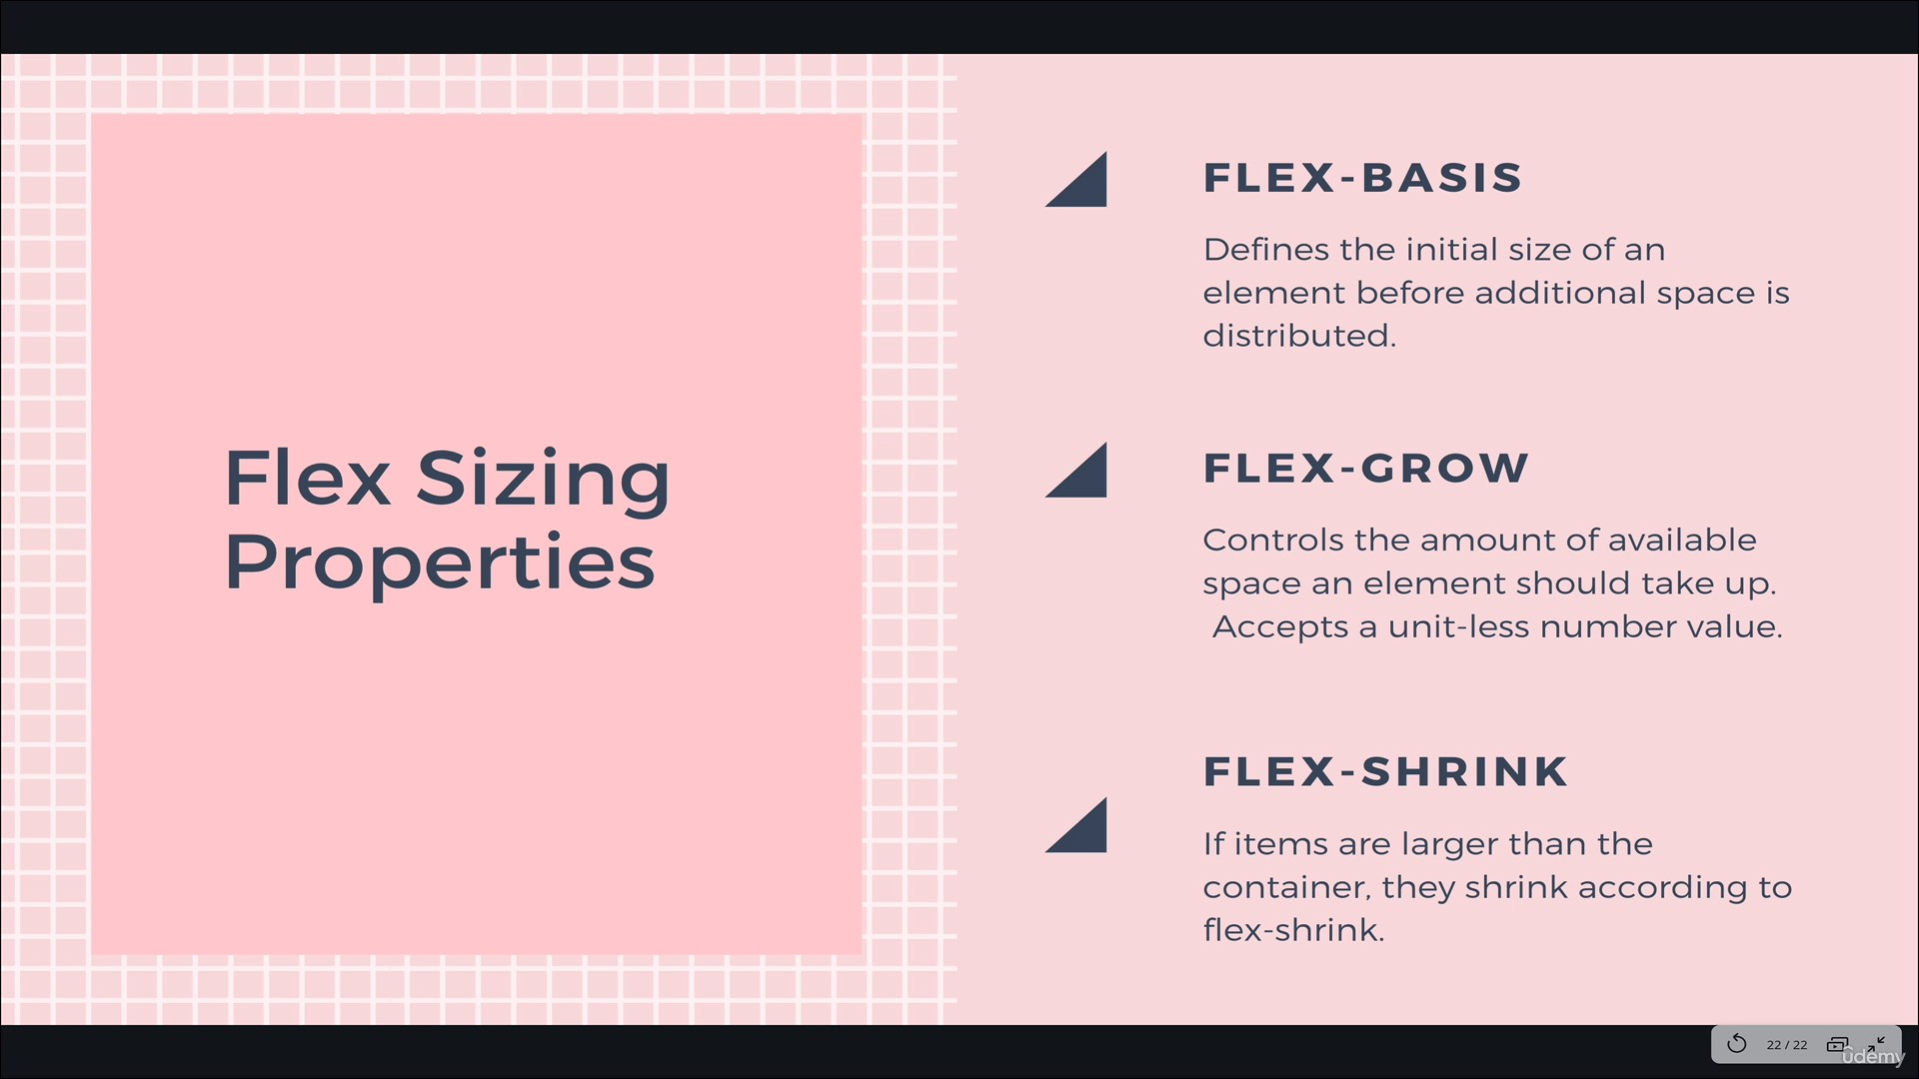 Flex Sizing
Properties
FLEX-BASIS
Defines the initial size of an
element before additional space is
distributed.
FLEX-GROW
Controls the amount of available
space an element should take up.
Accepts a unit-less number value.
FLEX-SHRINK
If items are larger than the
container, they shrink according to
flex-shrink.
22 / 22
ûdemy